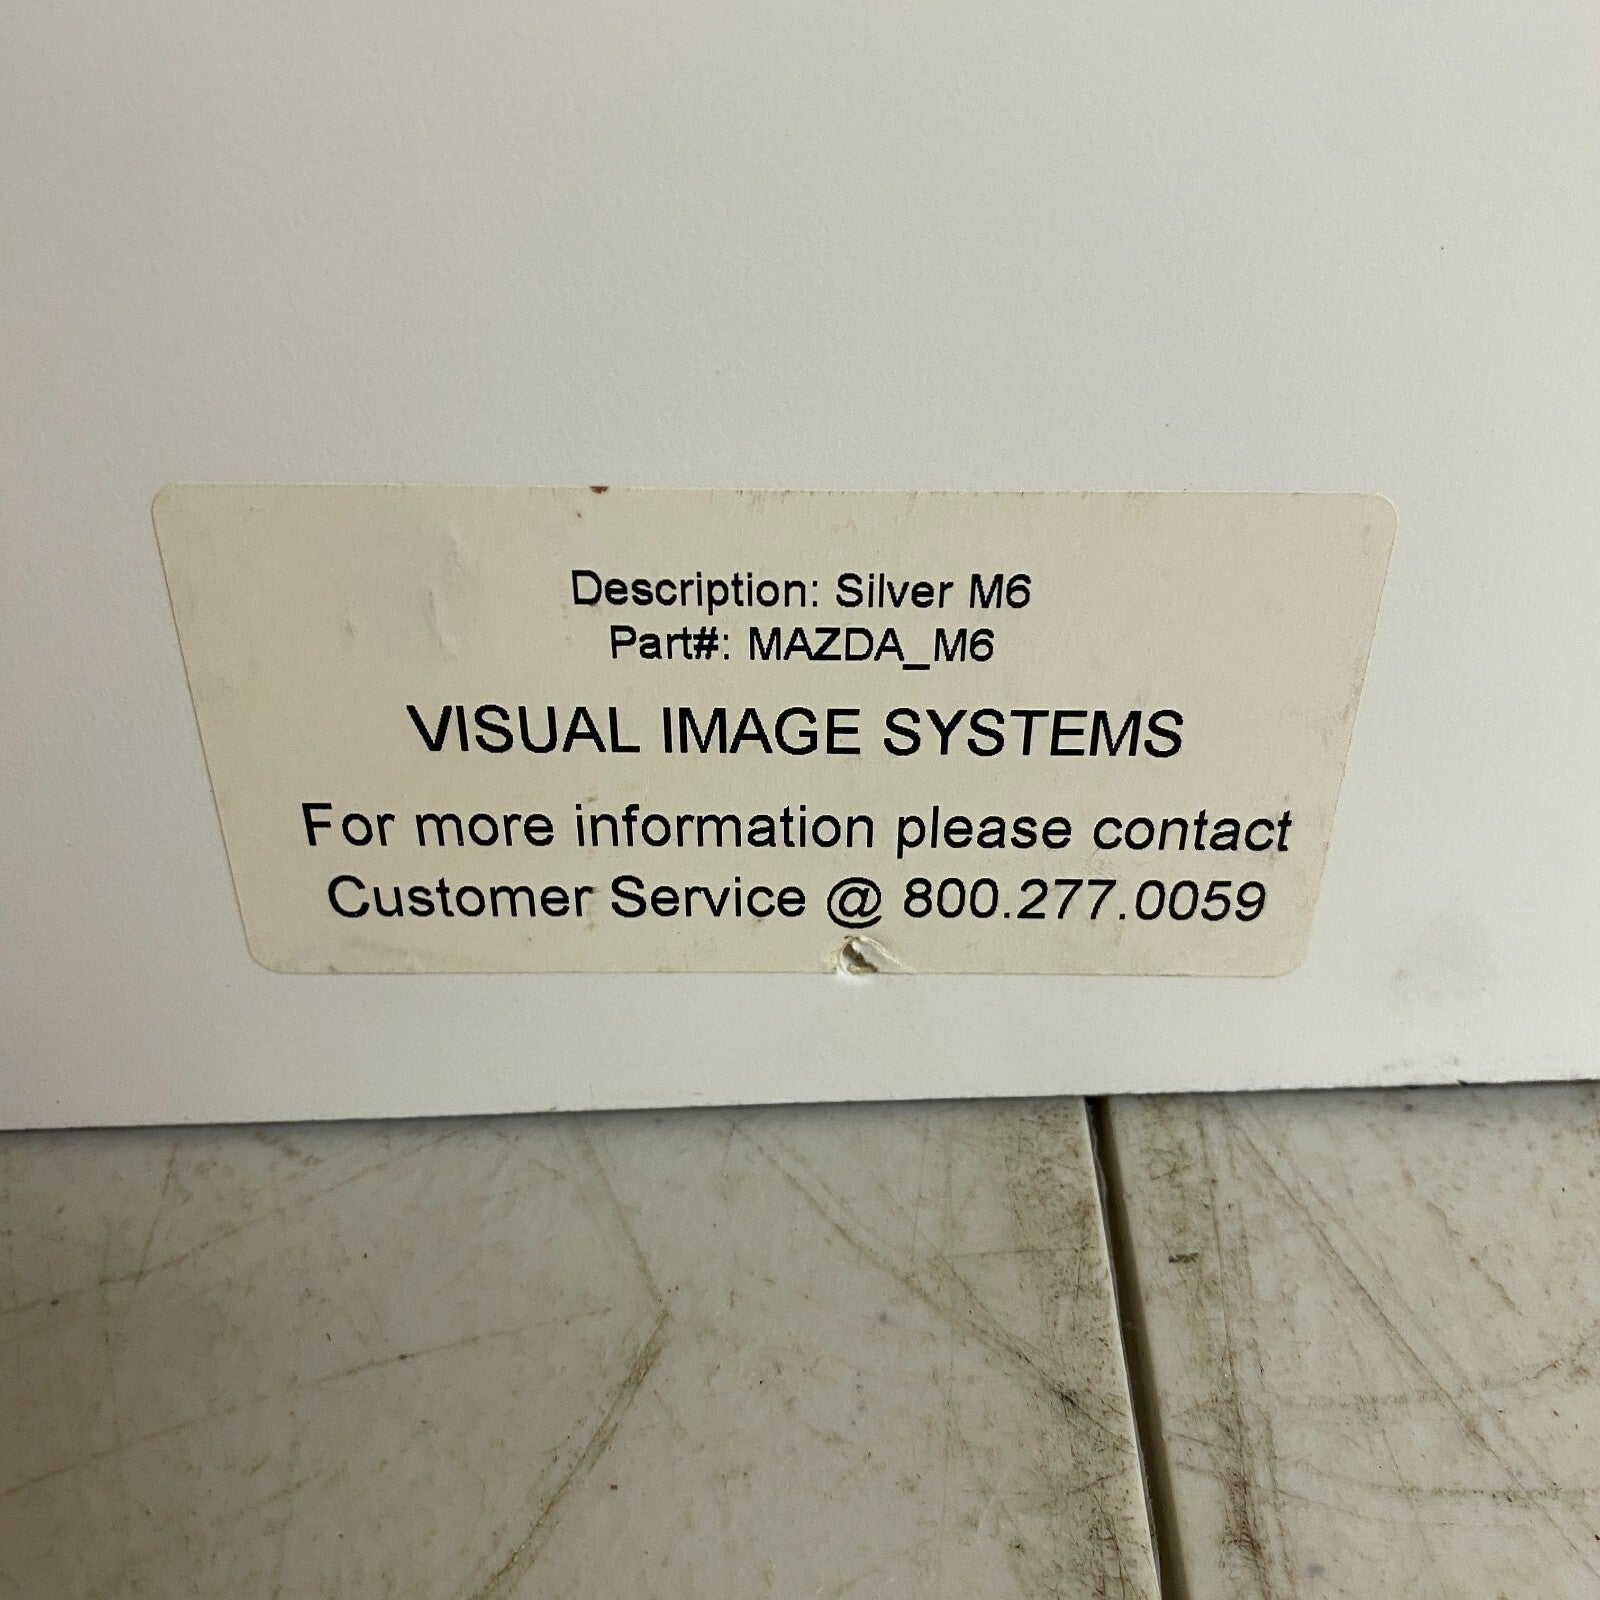 Description: Silver M6
Part#: MAZDA_M6
VISUAL IMAGE SYSTEMS
For more information please contact
Customer Service @ 800.277.0059